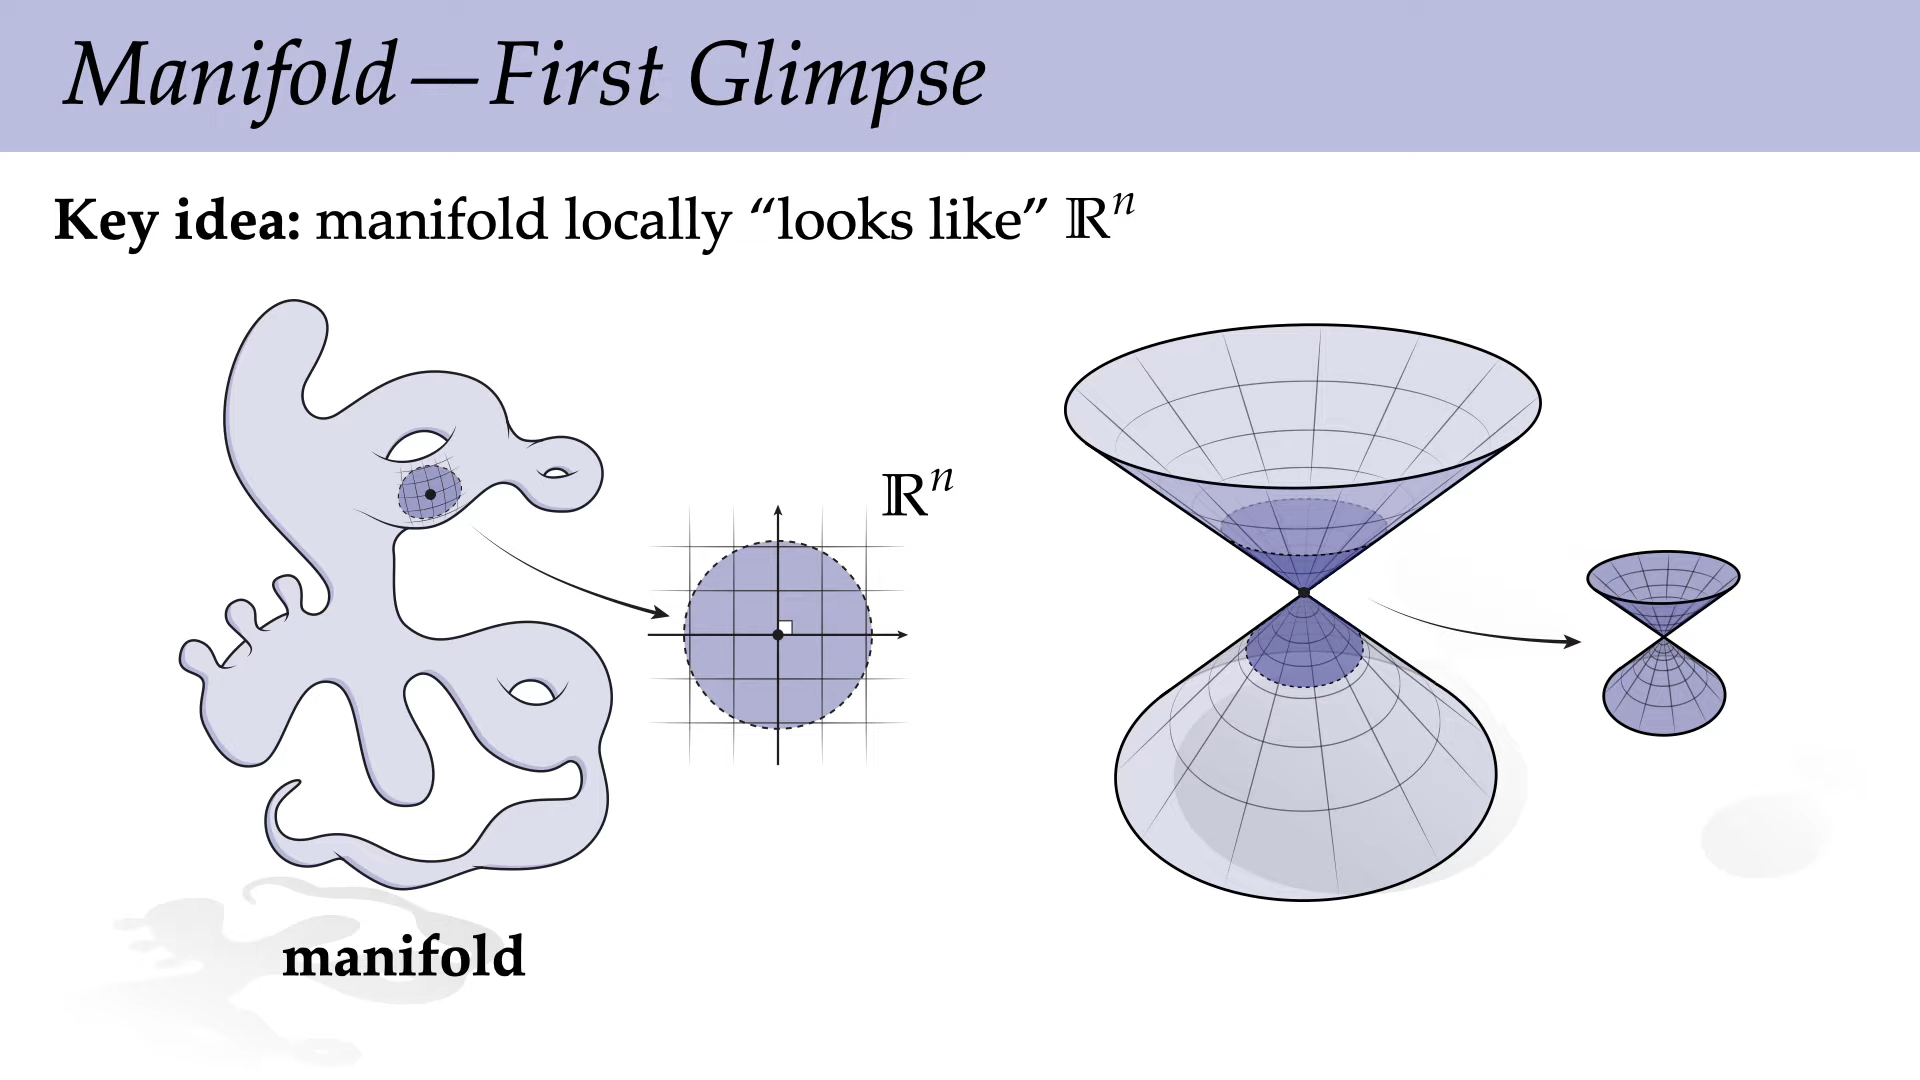 Manifold—First Glimpse
Key idea: manifold locally “looks like” ℝⁿ
ℝⁿ
manifold